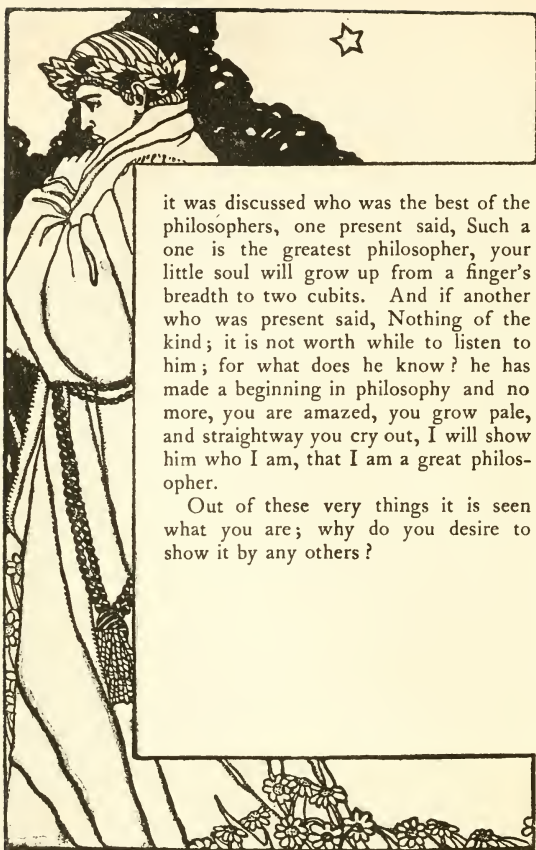 it was discussed who was the best of the
philosophers, one present said, Such a
one is the greatest philosopher, your
little soul will grow up from a finger's
breadth to two cubits. And if another
who was present said, Nothing of the
kind; it is not worth while to listen to
him; for what does he know? he has
made a beginning in philosophy and no
more, you are amazed, you grow pale,
and straightway you cry out, I will show
him who I am, that I am a great philos-
opher.
Out of these very things it is seen
what you are; why do you desire to
show it by any others?